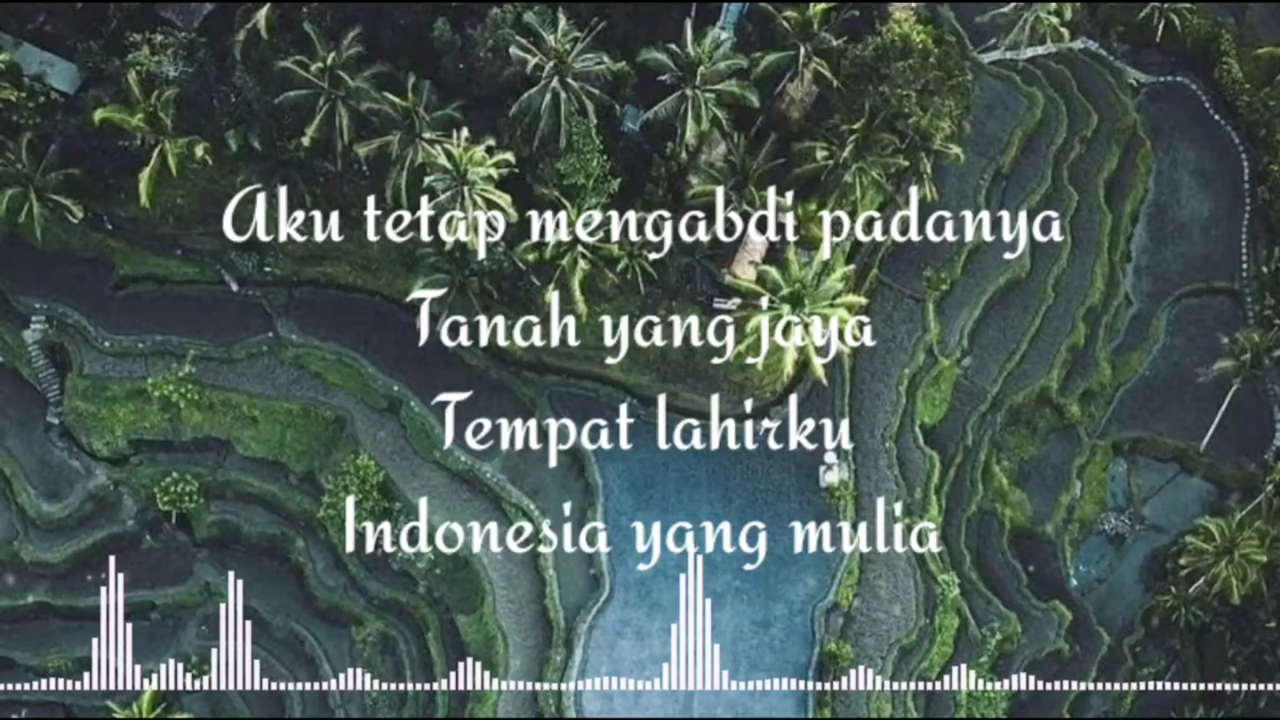 Aku tetap mengabdi padanya
Tanah yang jaya
Tempat lahirku
Indonesia yang mulia